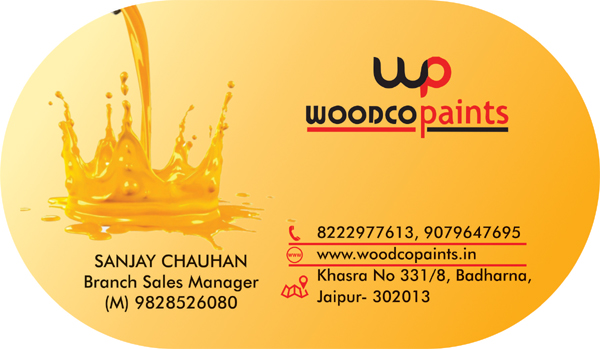 wp
WOODCO paints
8222977613, 9079647695
www
www.woodcopaints.in
Khasra No 331/8, Badharna,
Jaipur- 302013
SANJAY CHAUHAN
Branch Sales Manager
(M) 9828526080